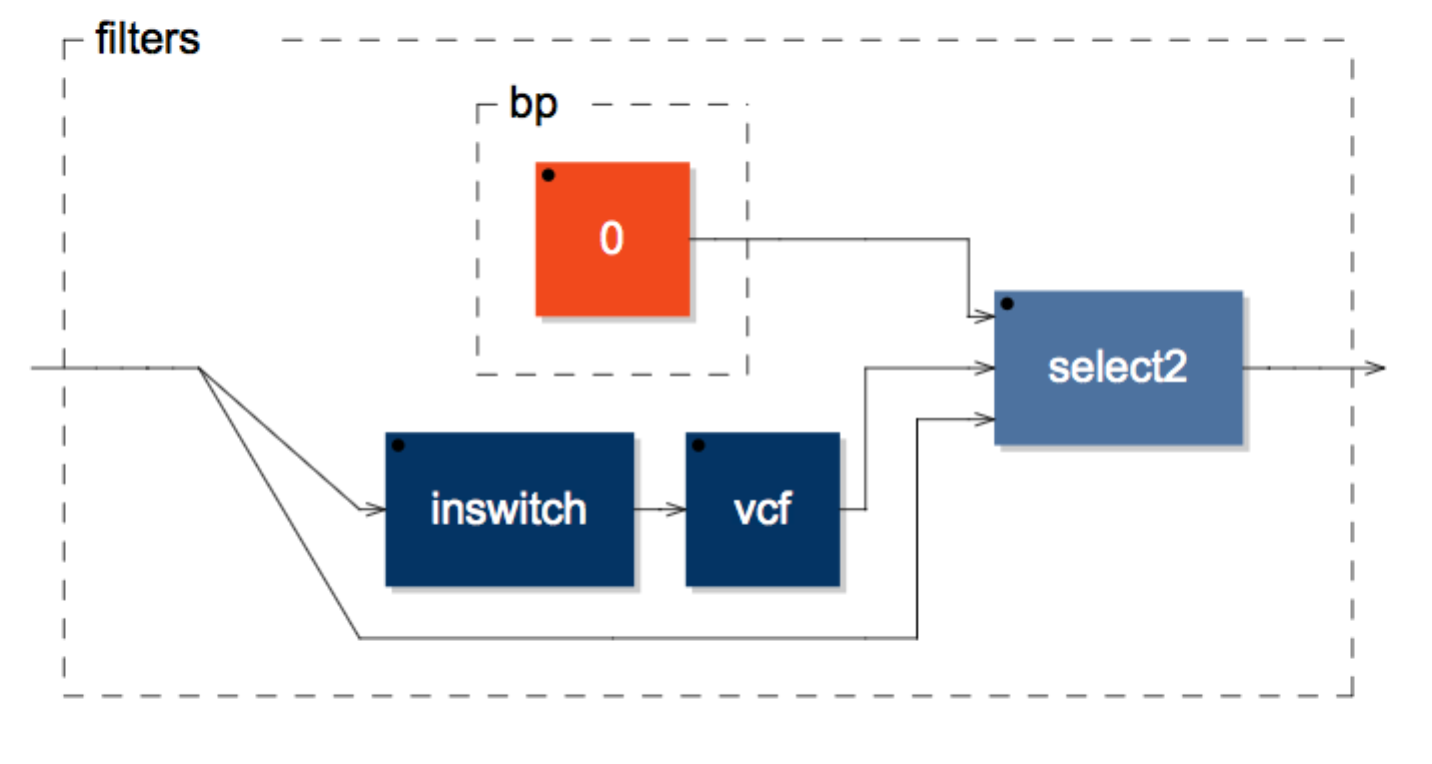 filters
bp
0
select2
inswitch
vcf